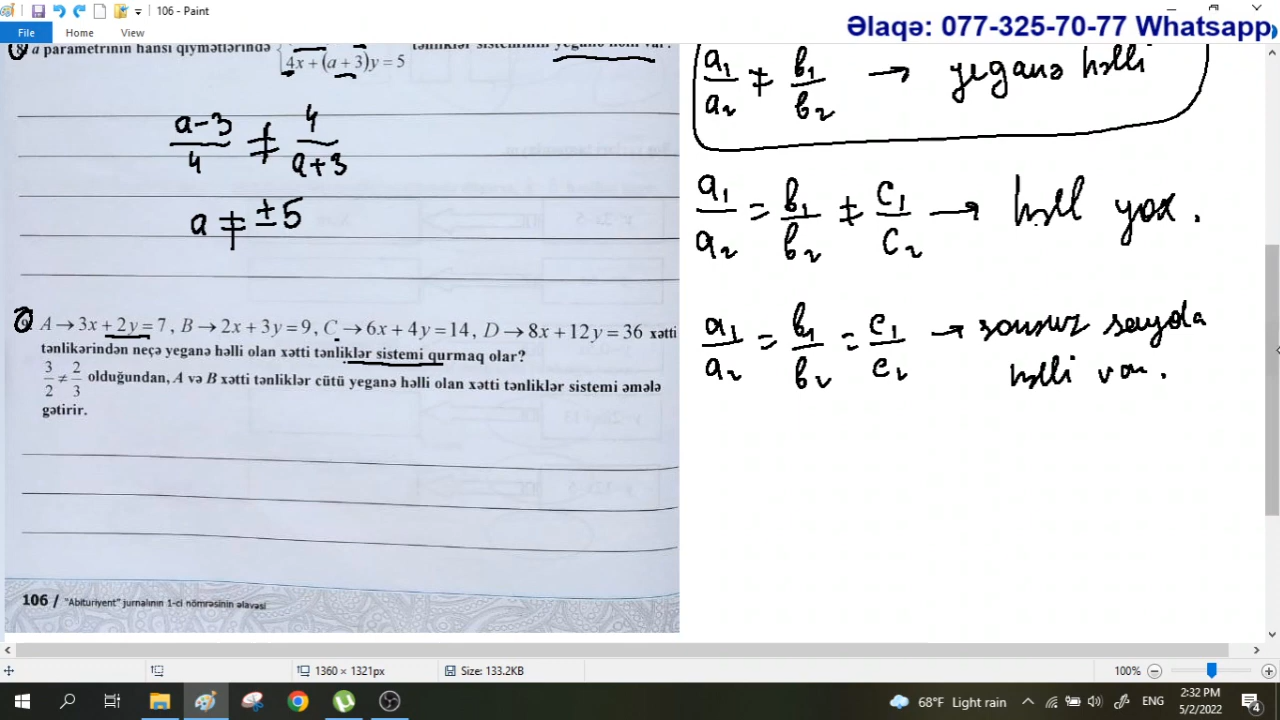 106 - Paint
File Home View
Əlaqə: 077-325-70-77 Whatsapp
8. a parametrinin hansı qiymətlərində { 4x + (a + 3)y = 5 tənliklər sisteminin yeganə həlli var?
a-3/4 ≠ 4/a+3
a ≠ ±5
A → 3x + 2y = 7, B → 2x + 3y = 9, C → 6x + 4y = 14, D → 8x + 12y = 36 xətti
tənlikərindən neçə yeganə həlli olan xətti tənliklər sistemi qurmaq olar?
3/2 ≠ 2/3 olduğundan, A və B xətti tənliklər cütü yeganə həlli olan xətti tənliklər sistemi əmələ
gətirir.
106 / "Abituriyent" jurnalının 1-ci nömrəsinin əlavəsi
a1/a2 ≠ b1/b2 → yeganə həlli
a1/a2 = b1/b2 ≠ c1/c2 → həll yox.
a1/a2 = b1/b2 = c1/c2 → sonsuz sayda
həlli var.
1360 × 1321px
Size: 133.2KB
100%
68°F Light rain
ENG
2:32 PM
5/2/2022
4